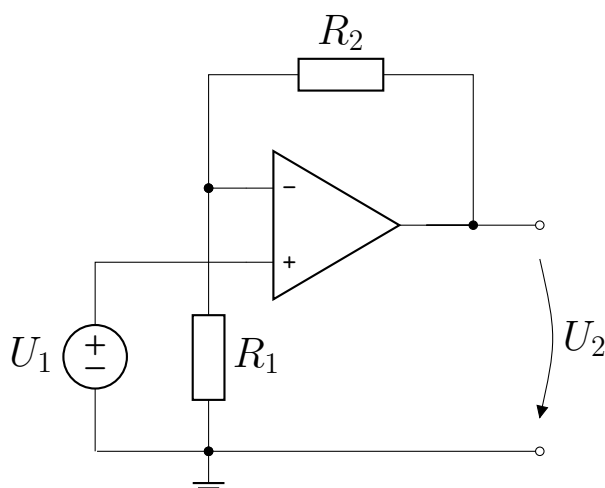 R₂
−
+
U₁
+
−
R₁
U₂